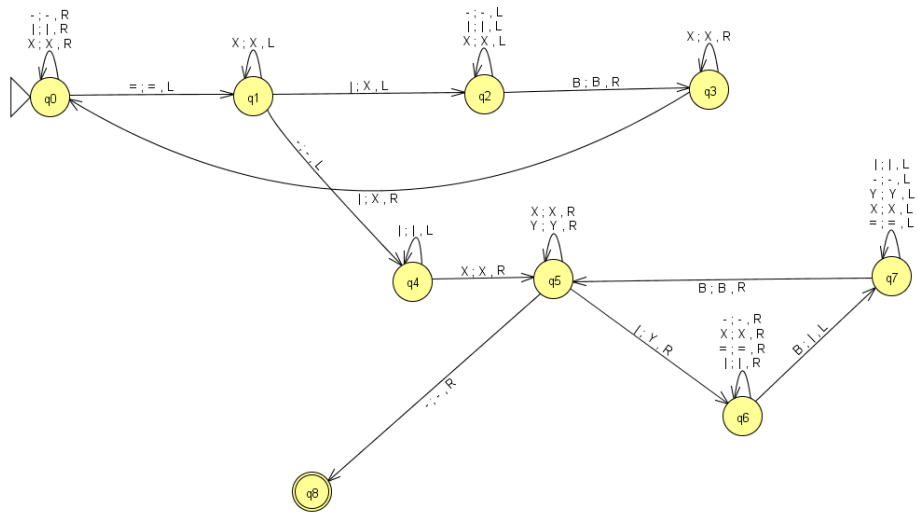 - ; - , R
| ; | , R
X ; X , R
q0
= ; = , L
X ; X , L
q1
| ; X , L
- ; - , L
| ; | , L
X ; X , L
q2
B ; B , R
X ; X , R
q3
| ; X , R
- ; - , L
| ; | , L
q4
X ; X , R
X ; X , R
Y ; Y , R
q5
B ; B , R
| ; | , L
- ; - , L
Y ; Y , L
X ; X , L
= ; = , L
q7
| ; Y , R
- ; - , R
X ; X , R
= ; = , R
| ; | , R
q6
B ; | , L
- ; - , R
q8